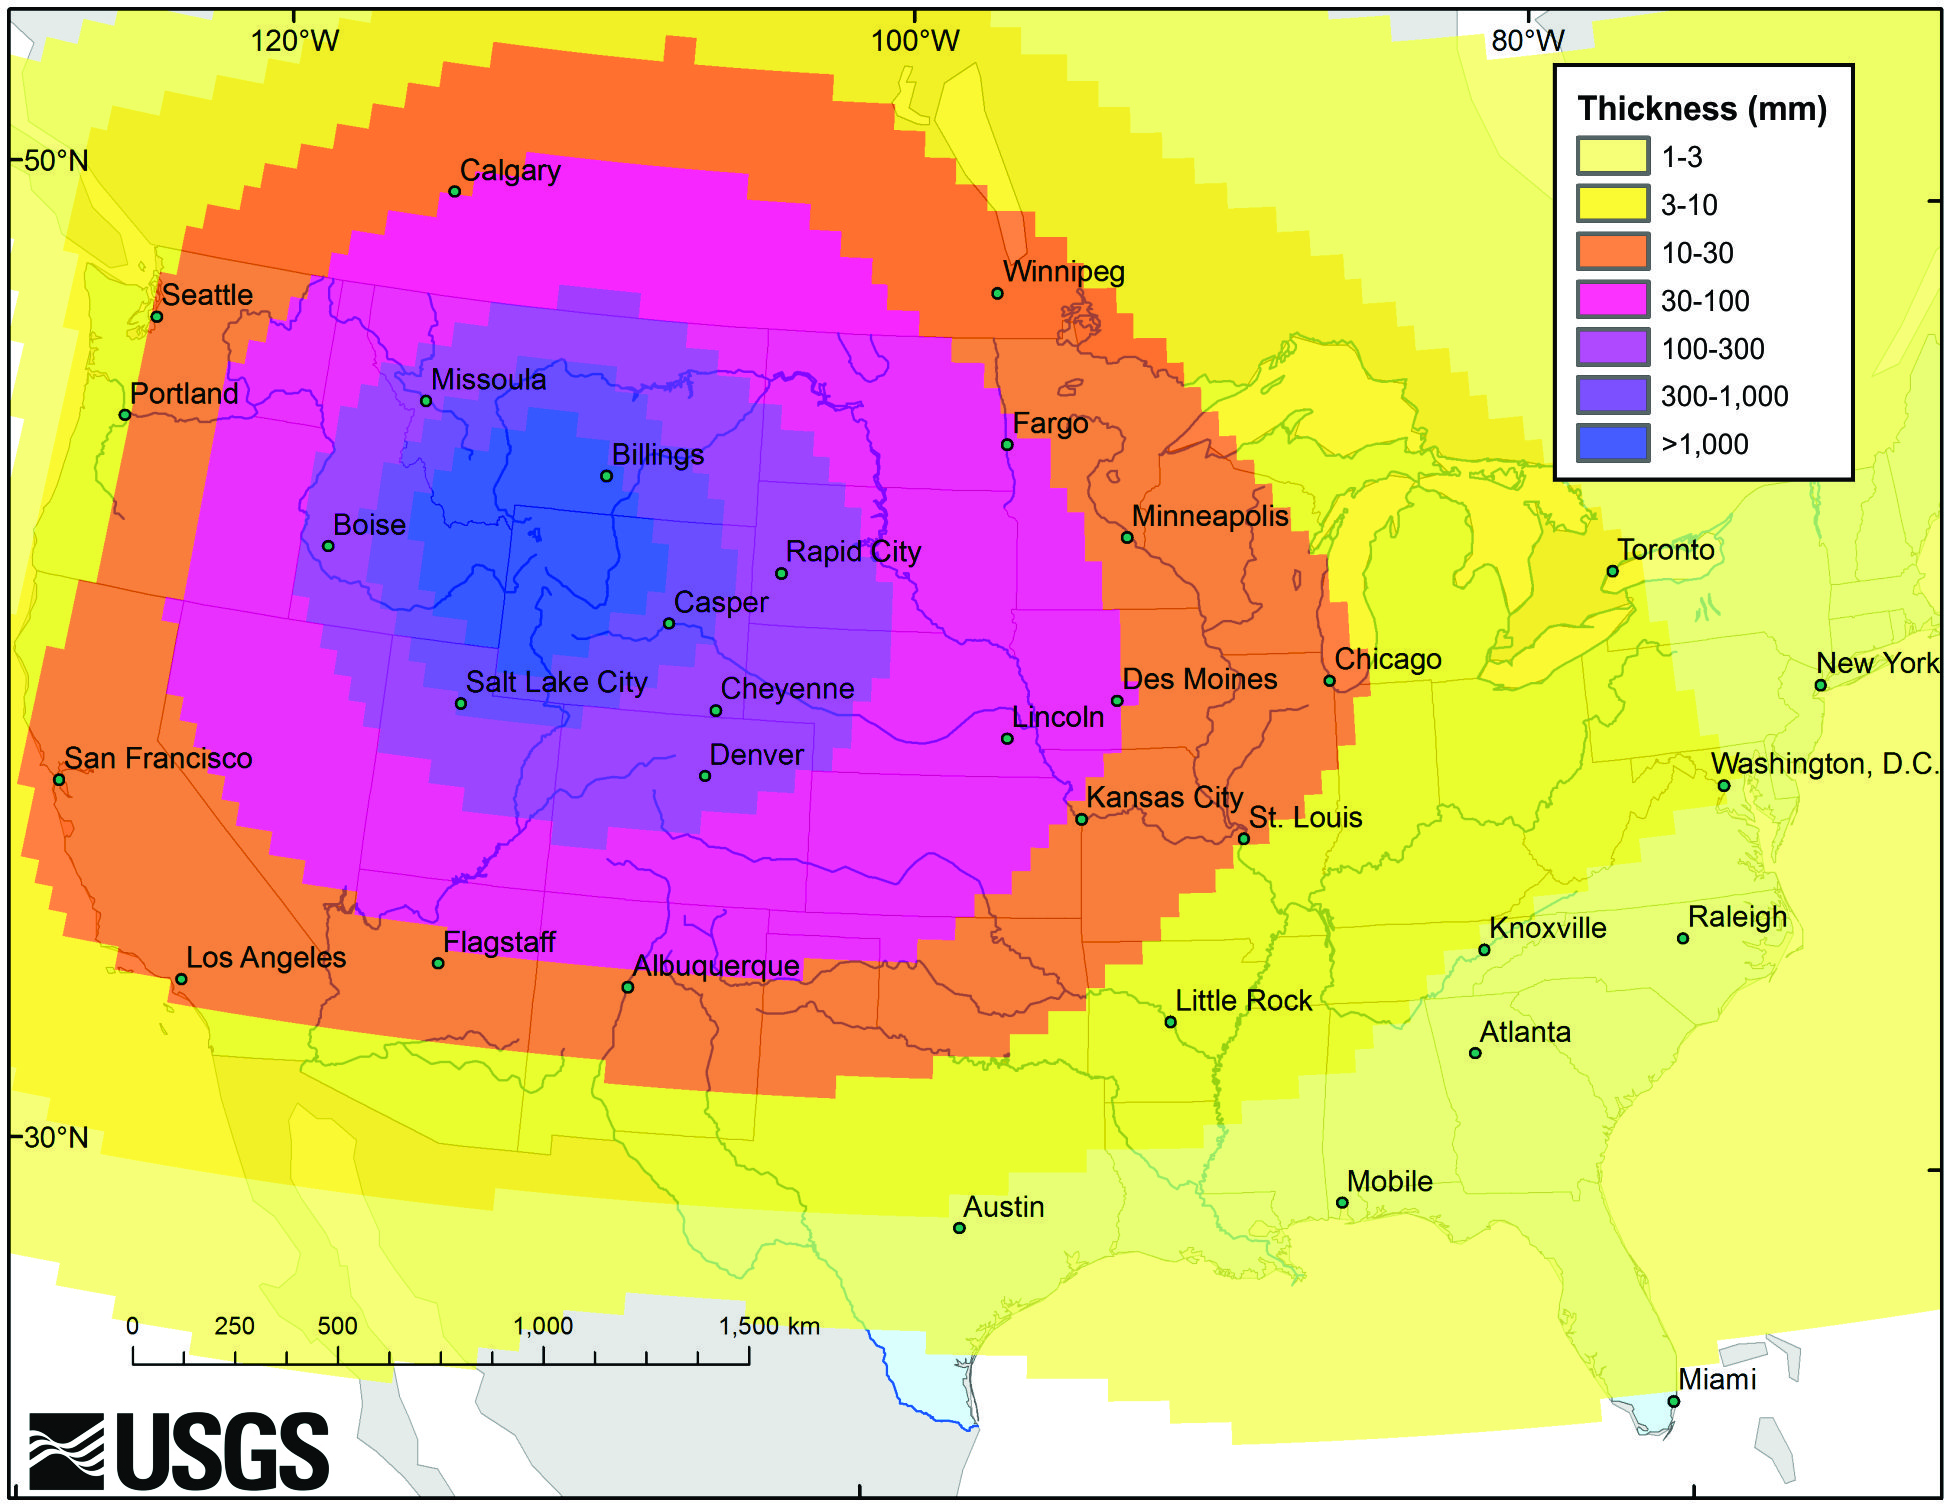 120°W
100°W
80°W
Thickness (mm)
1-3
3-10
10-30
30-100
100-300
300-1,000
>1,000
50°N
Calgary
Winnipeg
Seattle
Missoula
Portland
Fargo
Billings
Minneapolis
Boise
Rapid City
Toronto
Casper
Chicago
New York
Salt Lake City
Des Moines
Cheyenne
Lincoln
San Francisco
Denver
Washington, D.C.
Kansas City
St. Louis
Raleigh
Knoxville
Flagstaff
Los Angeles
Albuquerque
Little Rock
Atlanta
30°N
Mobile
Austin
0 250 500 1,000 1,500 km
Miami
USGS